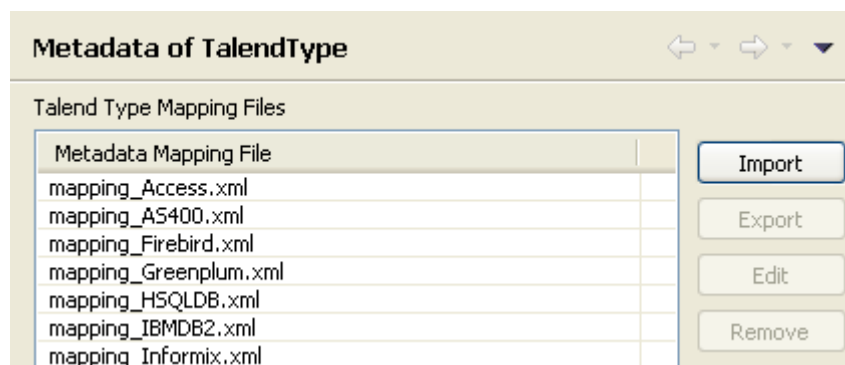 Metadata of TalendType
Talend Type Mapping Files
Metadata Mapping File
Import
mapping_Access.xml
mapping_AS400.xml
Export
mapping_Firebird.xml
mapping_Greenplum.xml
Edit
mapping_HSQLDB.xml
mapping_IBMDB2.xml
Remove
mapping_Informix.xml